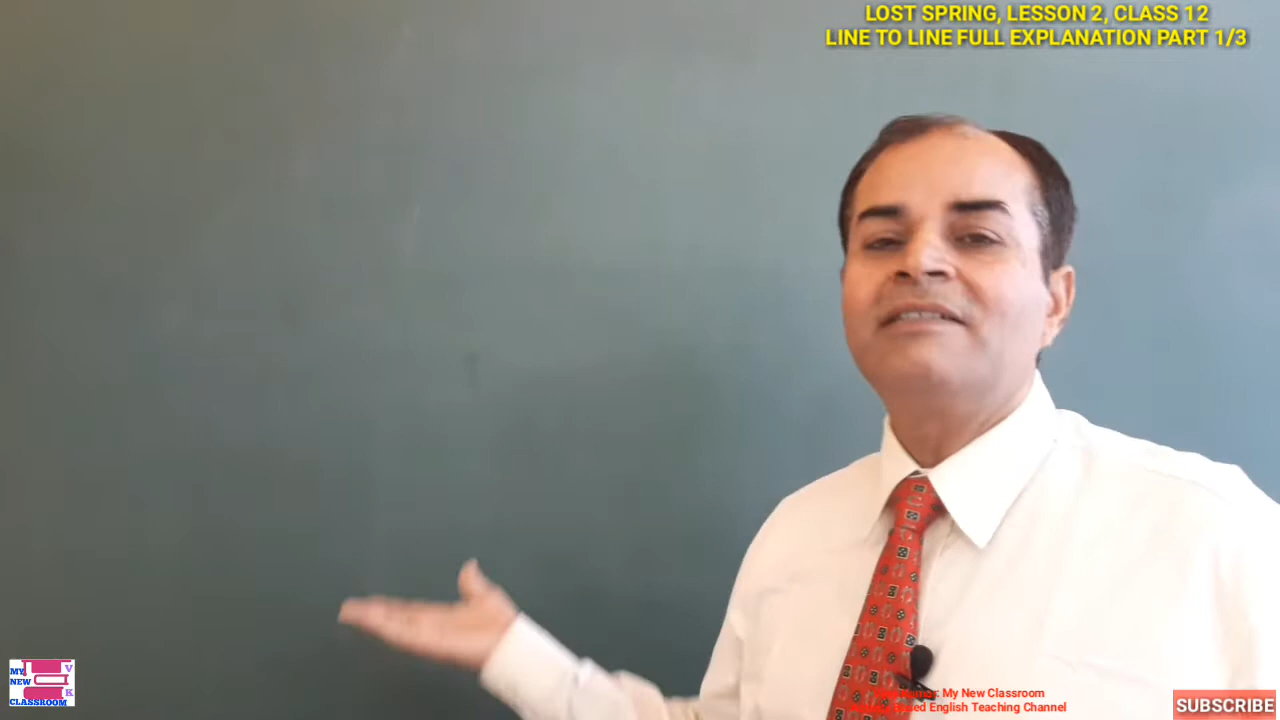 LOST SPRING, LESSON 2, CLASS 12
LINE TO LINE FULL EXPLANATION PART 1/3
MY
NEW
CLASSROOM
V
K
My New Classroom
English Teaching Channel
SUBSCRIBE